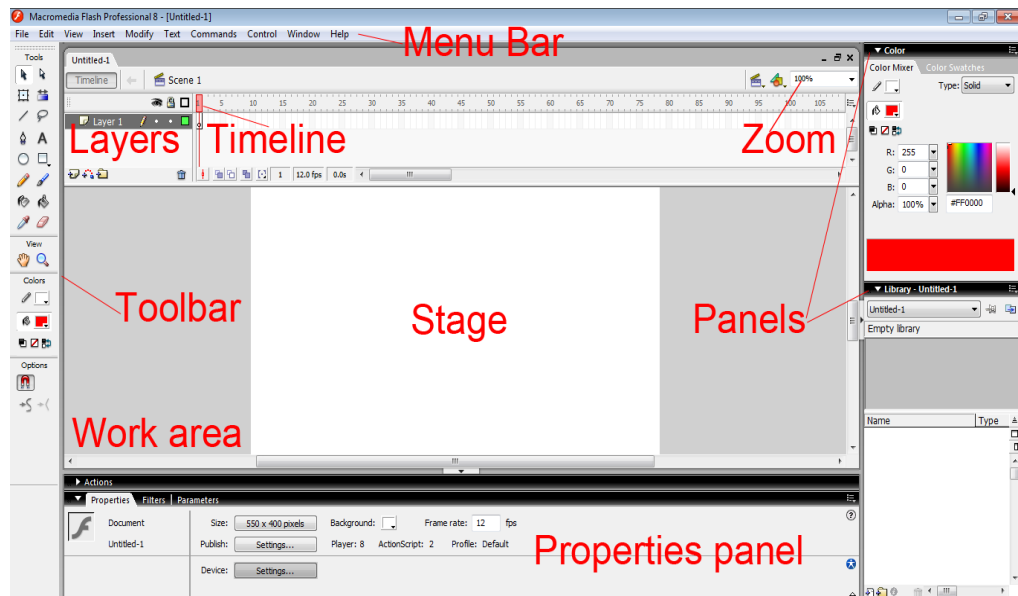 Macromedia Flash Professional 8 - [Untitled-1]
File Edit View Insert Modify Text Commands Control Window Help
Menu Bar
Tools
Untitled-1
Color
Color Mixer Color Swatches
Timeline
Scene 1
100%
Type: Solid
5 10 15 20 25 30 35 40 45 50 55 60 65 70 75 80 85 90 95 100 105
Layer 1
Layers
Timeline
Zoom
1 12.0 fps 0.0s
R: 255
G: 0
B: 0
Alpha: 100%
#FF0000
View
Colors
Toolbar
Stage
Panels
Library - Untitled-1
Untitled-1
Empty library
Options
Work area
Name Type
Actions
Properties Filters Parameters
Document
Untitled-1
Size: 550 x 400 pixels
Background:
Frame rate: 12 fps
Publish: Settings...
Player: 8 ActionScript: 2 Profile: Default
Device: Settings...
Properties panel